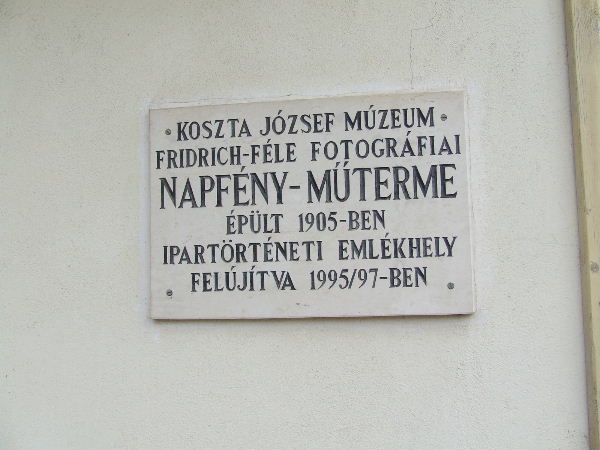 KOSZTA JÓZSEF MÚZEUM
FRIDRICH-FÉLE FOTOGRÁFIAI
NAPFÉNY-MŰTERME
ÉPÜLT 1905-BEN
IPARTÖRTÉNETI EMLÉKHELY
FELÚJÍTVA 1995/97-BEN